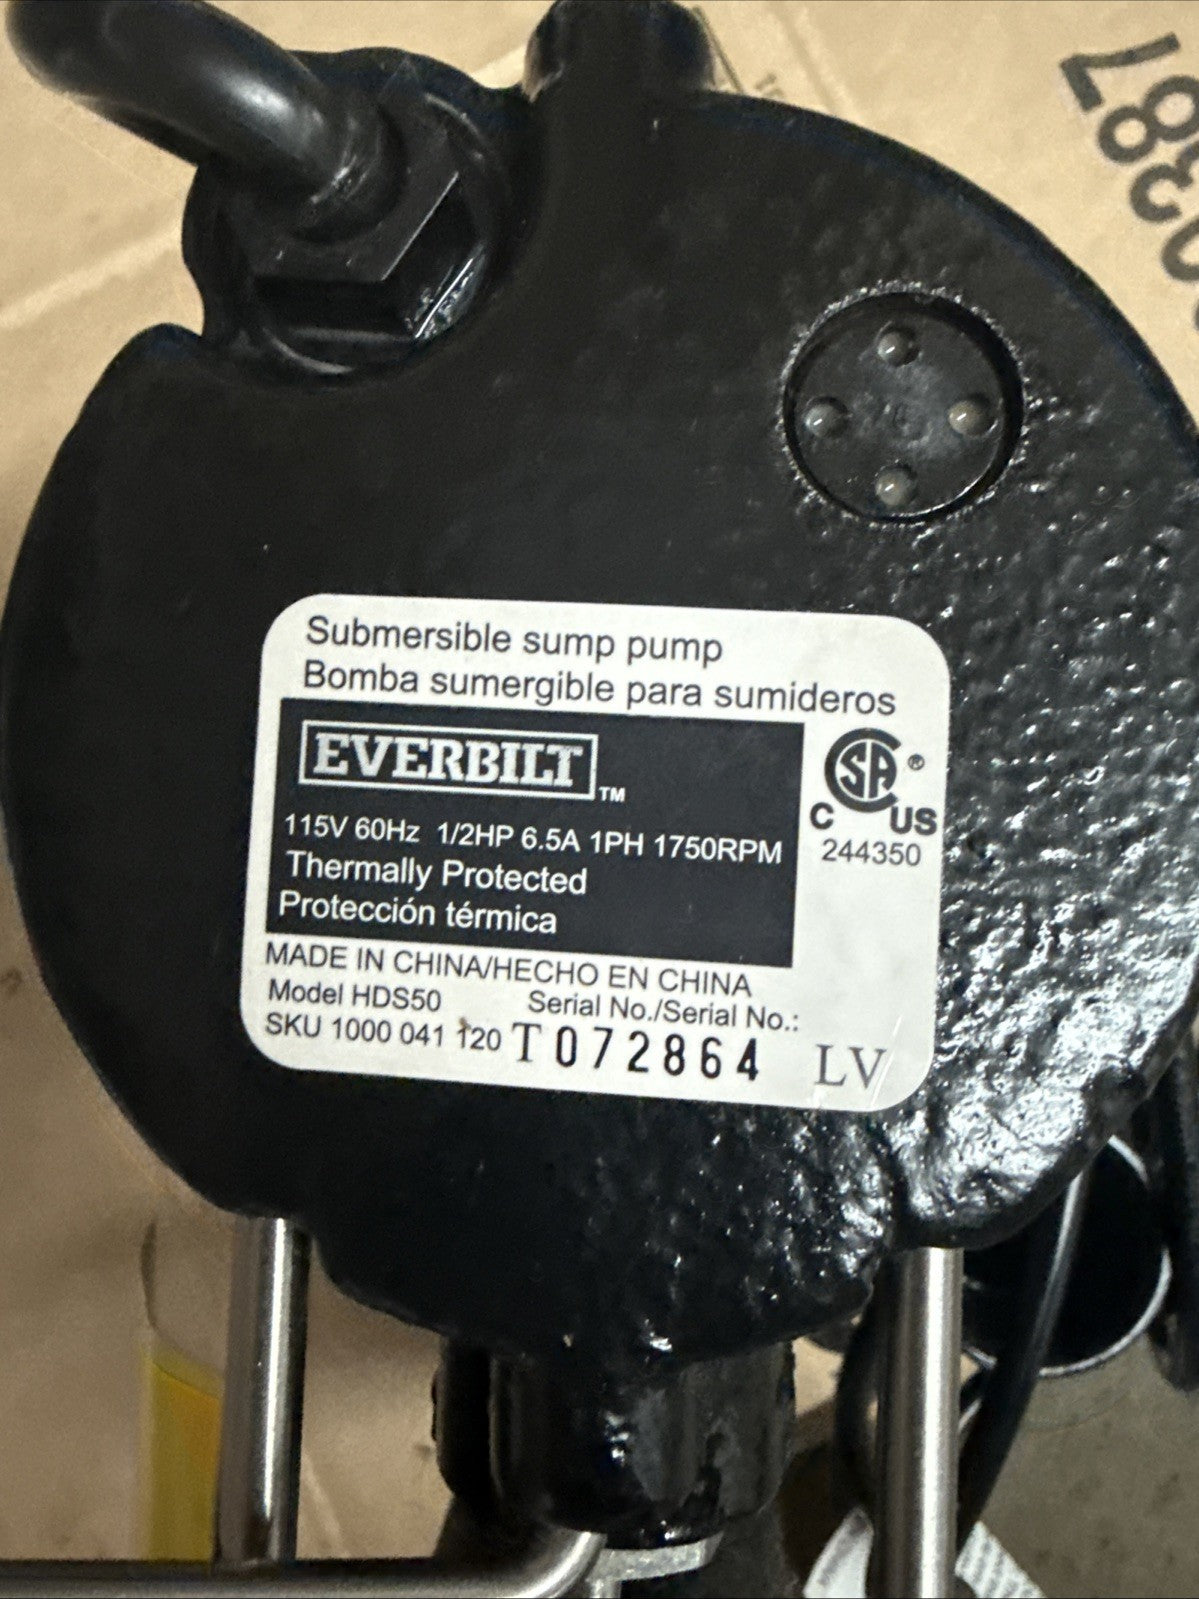 Submersible sump pump
Bomba sumergible para sumideros
EVERBILT TM
115V 60Hz 1/2HP 6.5A 1PH 1750RPM
Thermally Protected
Protección térmica
CSA ®
C US
244350
MADE IN CHINA/HECHO EN CHINA
Model HDS50 Serial No./Serial No.:
SKU 1000 041 120 T072864 LV
0387